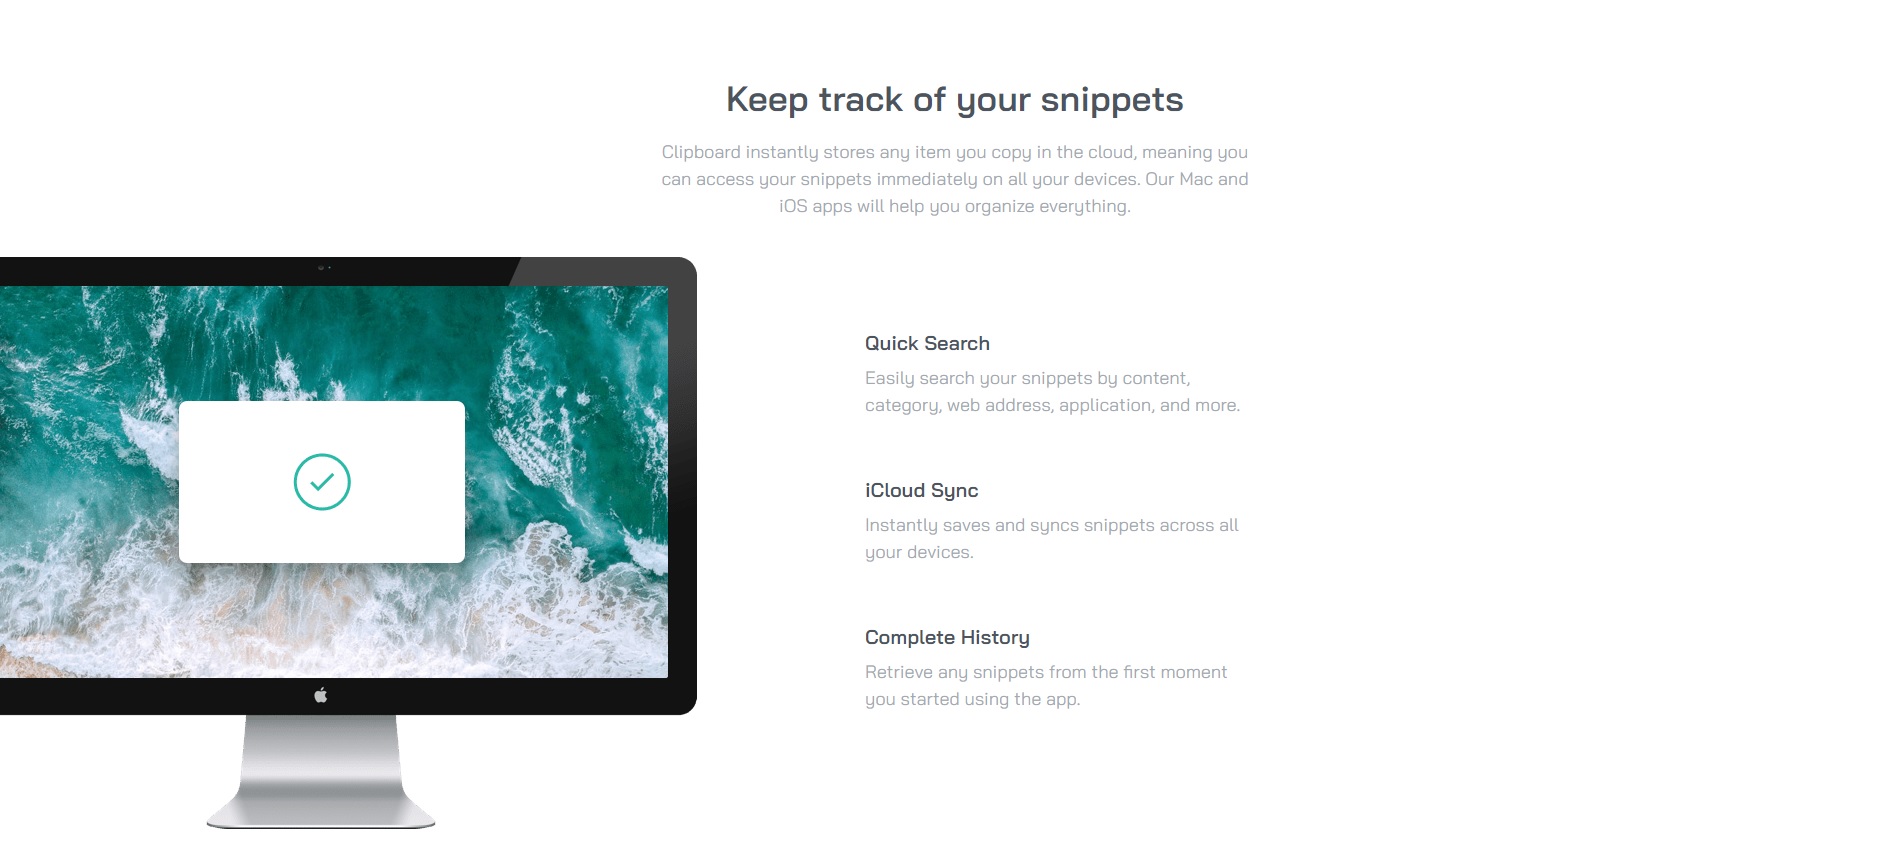 Keep track of your snippets
Clipboard instantly stores any item you copy in the cloud, meaning you
can access your snippets immediately on all your devices. Our Mac and
iOS apps will help you organize everything.
Quick Search
Easily search your snippets by content,
category, web address, application, and more.
iCloud Sync
Instantly saves and syncs snippets across all
your devices.
Complete History
Retrieve any snippets from the first moment
you started using the app.